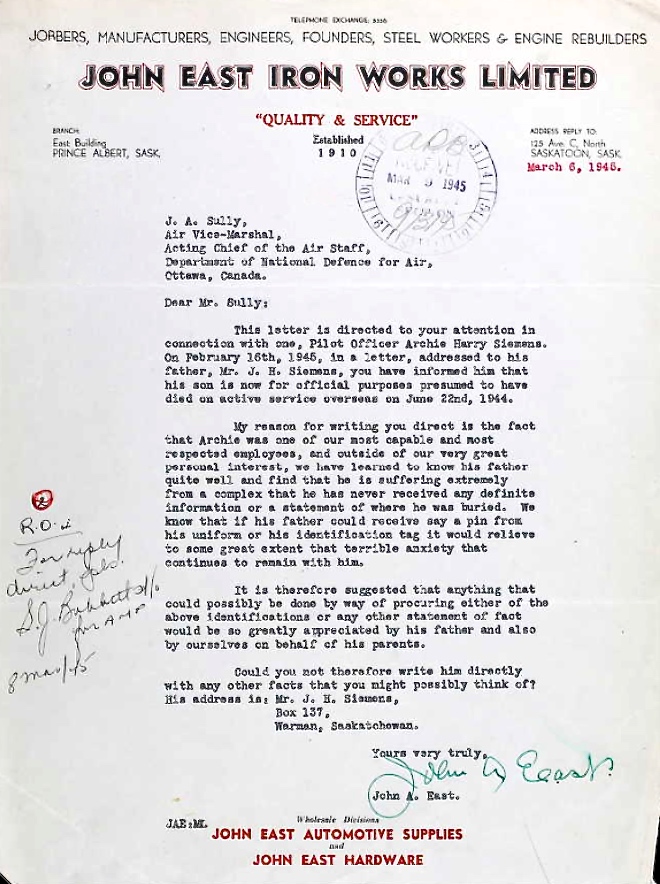 TELEPHONE EXCHANGE: 5556
JOBBERS, MANUFACTURERS, ENGINEERS, FOUNDERS, STEEL WORKERS & ENGINE REBUILDERS
JOHN EAST IRON WORKS LIMITED
"QUALITY & SERVICE"
BRANCH:
East Building
PRINCE ALBERT, SASK.
Established
1910
ADDRESS REPLY TO:
125 Ave. C, North
SASKATOON, SASK.
March 6, 1945.
MAR 9 1945
J. A. Sully,
Air Vice-Marshal,
Acting Chief of the Air Staff,
Department of National Defence for Air,
Ottawa, Canada.
Dear Mr. Sully:
This letter is directed to your attention in
connection with one, Pilot Officer Archie Harry Siemens.
On February 16th, 1945, in a letter, addressed to his
father, Mr. J. H. Siemens, you have informed him that
his son is now for official purposes presumed to have
died on active service overseas on June 22nd, 1944.
My reason for writing you direct is the fact
that Archie was one of our most capable and most
respected employees, and outside of our very great
personal interest, we have learned to know his father
quite well and find that he is suffering extremely
from a complex that he has never received any definite
information or a statement of where he was buried. We
know that if his father could receive say a pin from
his uniform or his identification tag it would relieve
to some great extent that terrible anxiety that
continues to remain with him.
2
R.O.
For reply
direct, pls.
for AMP
8 Mar/45
It is therefore suggested that anything that
could possibly be done by way of procuring either of the
above identifications or any other statement of fact
would be so greatly appreciated by his father and also
by ourselves on behalf of his parents.
Could you not therefore write him directly
with any other facts that you might possibly think of?
His address is: Mr. J. H. Siemens,
Box 137,
Warman, Saskatchewan.
Yours very truly,
John A East.
John A. East.
JAE:ML.
Wholesale Divisions
JOHN EAST AUTOMOTIVE SUPPLIES
and
JOHN EAST HARDWARE